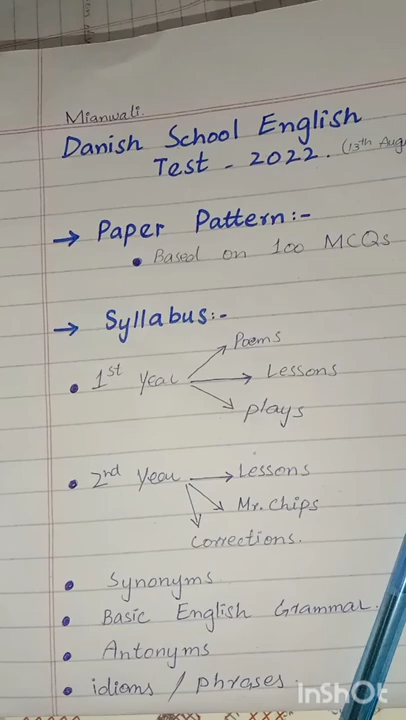 Mianwali.
Danish School English
Test - 2022. (13th Aug
→ Paper Pattern:-
• Based on 100 MCQs
→ Syllabus:-
Poems
• 1st Year → Lessons
plays
• 2nd Year → Lessons
Mr. Chips
Corrections.
• Synonyms
• Basic English Grammar.
• Antonyms
• idioms / phrases
InShOt